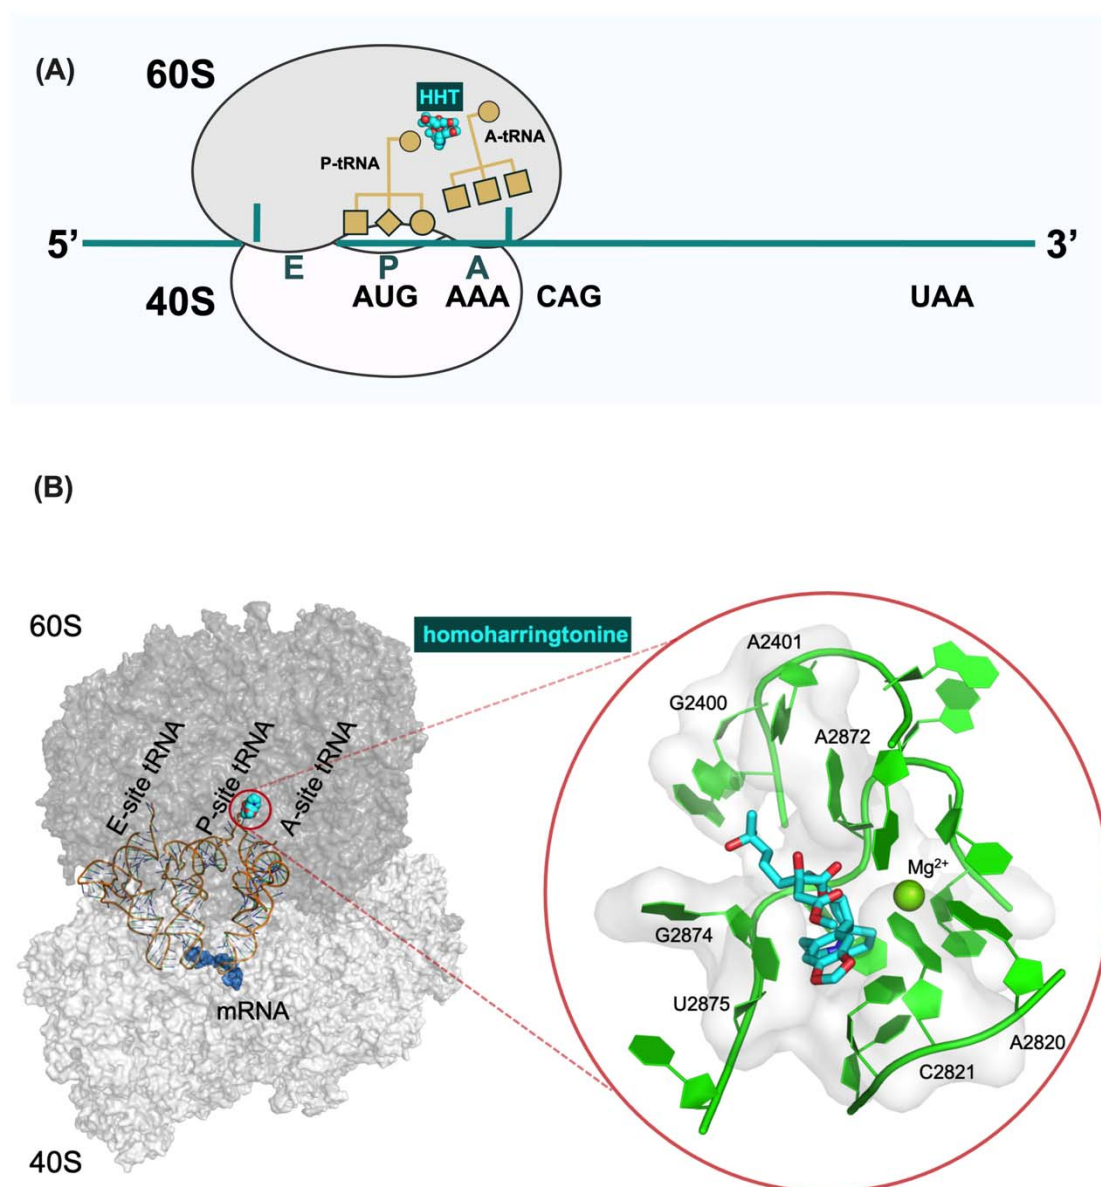 (A)
60S
HHT
A-tRNA
P-tRNA
5’
3’
E P A
40S
AUG AAA CAG UAA
(B)
60S
homoharringtonine
E-site tRNA
P-site tRNA
A-site tRNA
mRNA
40S
A2401
G2400
A2872
Mg2+
G2874
U2875
A2820
C2821